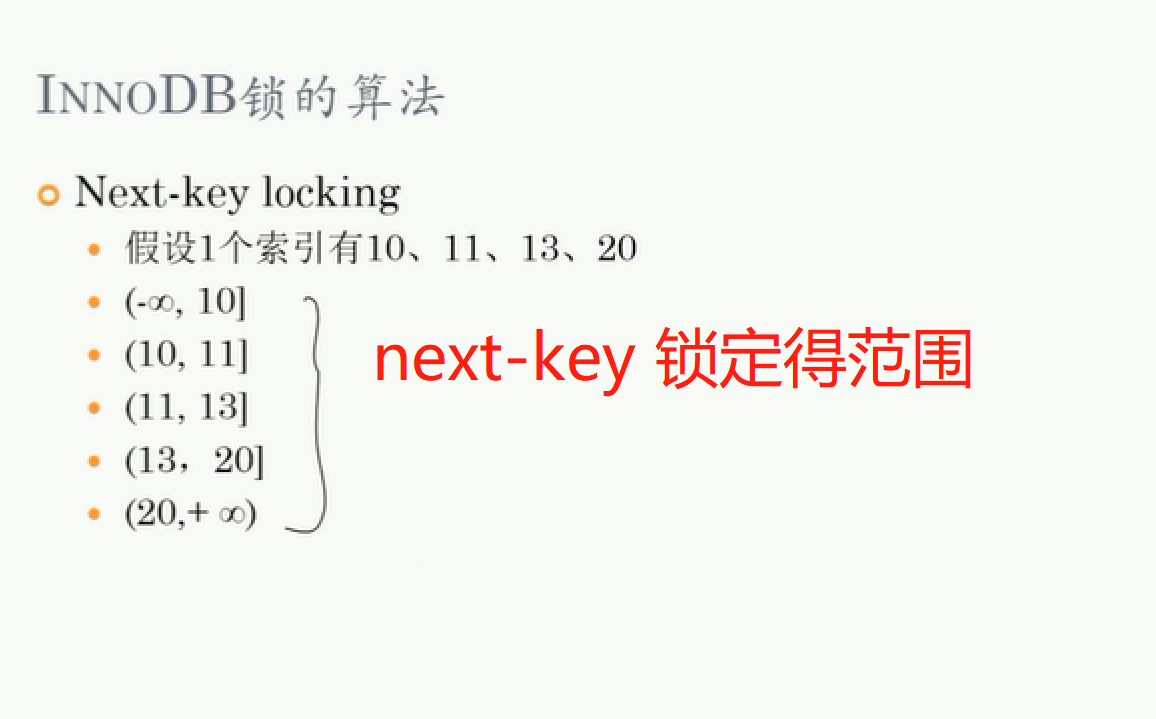 INNODB锁的算法
Next-key locking
假设1个索引有10、11、13、20
(-∞, 10]
(10, 11]
next-key 锁定得范围
(11, 13]
(13，20]
(20,+ ∞)